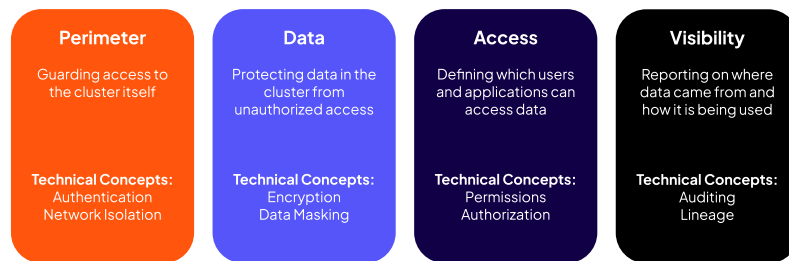 Perimeter
Guarding access to
the cluster itself
Technical Concepts:
Authentication
Network Isolation
Data
Protecting data in the
cluster from
unauthorized access
Technical Concepts:
Encryption
Data Masking
Access
Defining which users
and applications can
access data
Technical Concepts:
Permissions
Authorization
Visibility
Reporting on where
data came from and
how it is being used
Technical Concepts:
Auditing
Lineage